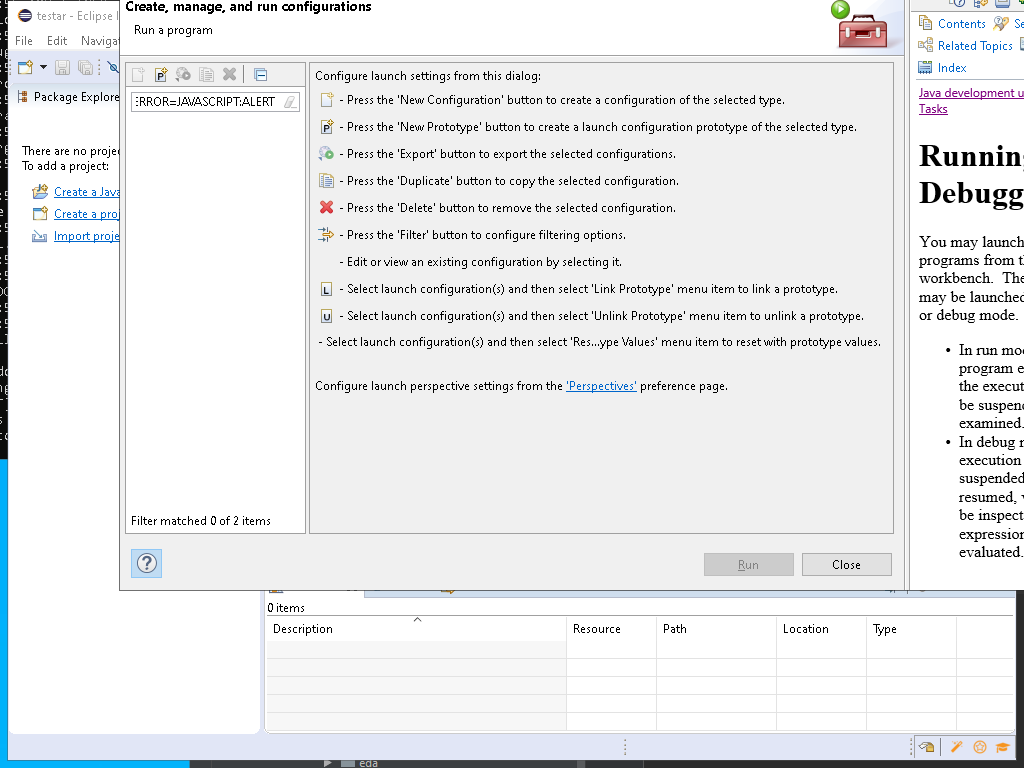 Create, manage, and run configurations
Run a program
testar - Eclipse I
File Edit Naviga
Package Explore
There are no projec
To add a project:
Create a Java
Create a proj
Import proje
ERROR=JAVASCRIPT:ALERT
Filter matched 0 of 2 items
Configure launch settings from this dialog:
- Press the 'New Configuration' button to create a configuration of the selected type.
- Press the 'New Prototype' button to create a launch configuration prototype of the selected type.
- Press the 'Export' button to export the selected configurations.
- Press the 'Duplicate' button to copy the selected configuration.
- Press the 'Delete' button to remove the selected configuration.
- Press the 'Filter' button to configure filtering options.
- Edit or view an existing configuration by selecting it.
- Select launch configuration(s) and then select 'Link Prototype' menu item to link a prototype.
- Select launch configuration(s) and then select 'Unlink Prototype' menu item to unlink a prototype.
- Select launch configuration(s) and then select 'Res...ype Values' menu item to reset with prototype values.
Configure launch perspective settings from the 'Perspectives' preference page.
Run
Close
Contents Se
Related Topics
Index
Java development u
Tasks
Running
Debugg
You may launch
programs from th
workbench. The
may be launched
or debug mode.
• In run mod
program e
the execut
be suspend
examined.
• In debug m
execution
suspended
resumed, v
be inspect
expression
evaluated.
0 items
Description Resource Path Location Type
eda